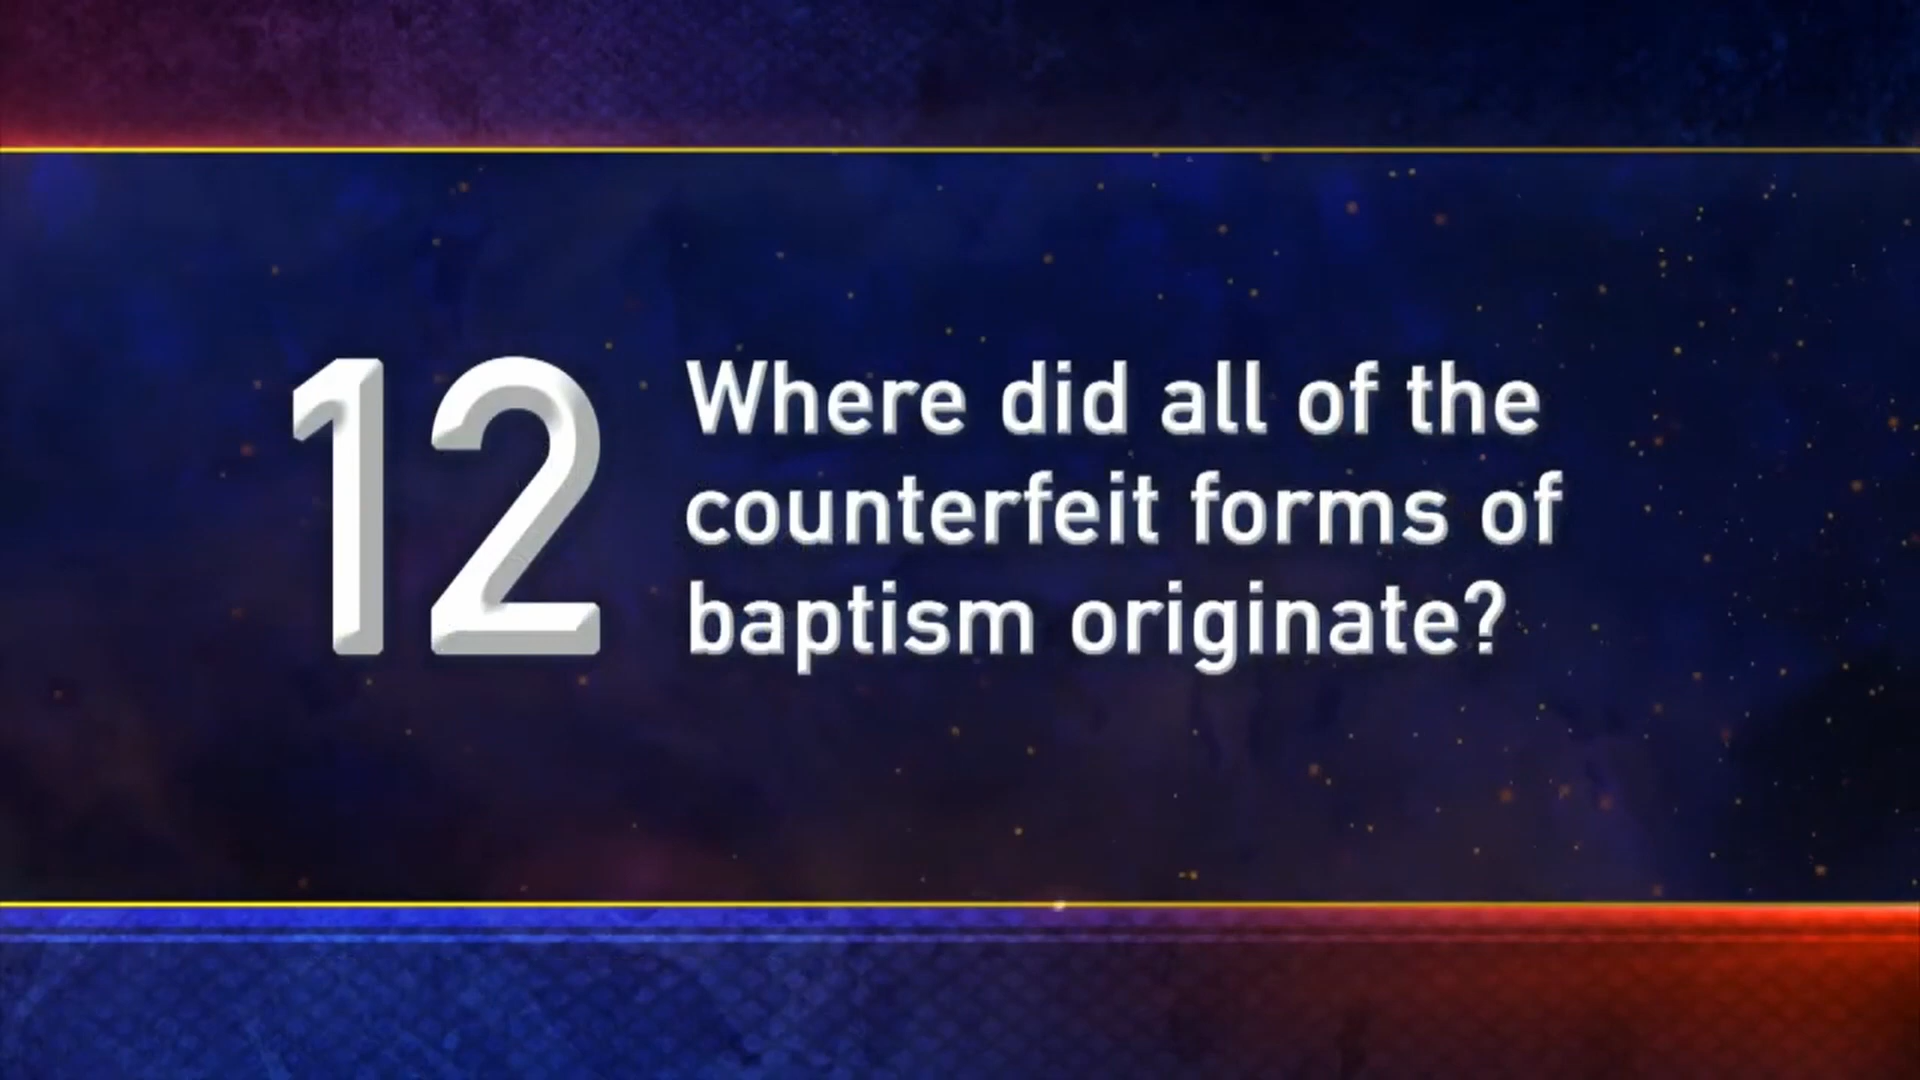 12
Where did all of the
counterfeit forms of
baptism originate?